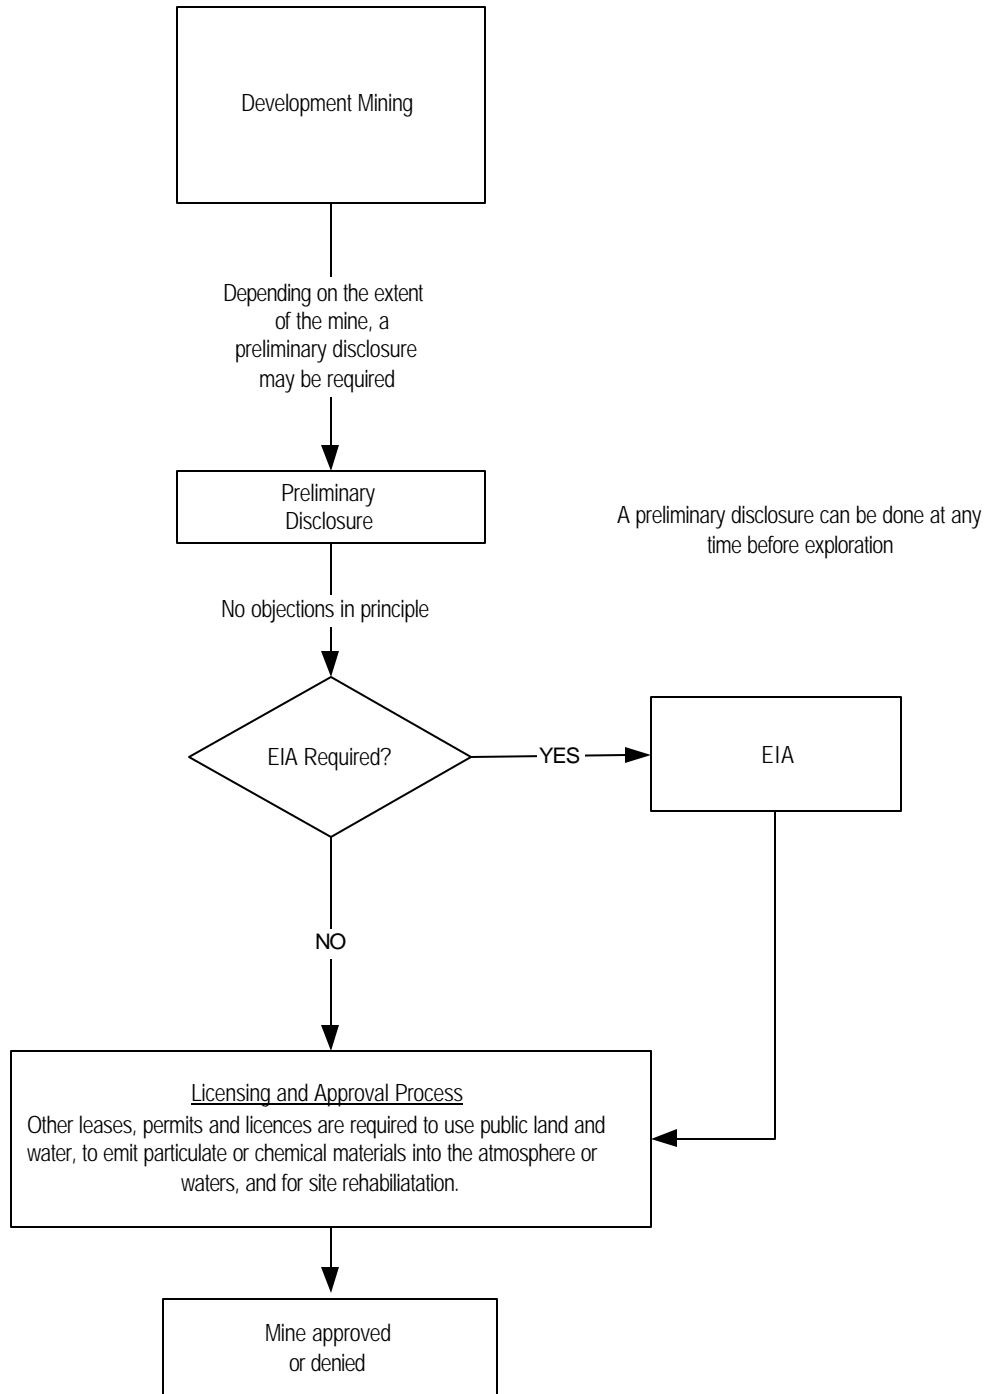 Development Mining
Depending on the extent
of the mine, a
preliminary disclosure
may be required
Preliminary
Disclosure
A preliminary disclosure can be done at any
time before exploration
No objections in principle
EIA Required?
YES
EIA
NO
Licensing and Approval Process
Other leases, permits and licences are required to use public land and
water, to emit particulate or chemical materials into the atmosphere or
waters, and for site rehabiliatation.
Mine approved
or denied